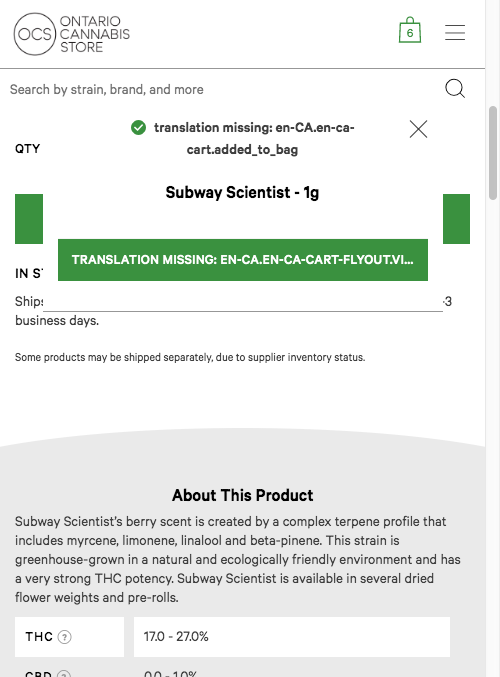 OCS
ONTARIO
CANNABIS
STORE
6
Search by strain, brand, and more
translation missing: en-CA.en-ca-
cart.added_to_bag
QTY
Subway Scientist - 1g
TRANSLATION MISSING: EN-CA.EN-CA-CART-FLYOUT.VI...
IN ST
Ships -3
business days.
Some products may be shipped separately, due to supplier inventory status.
About This Product
Subway Scientist's berry scent is created by a complex terpene profile that
includes myrcene, limonene, linalool and beta-pinene. This strain is
greenhouse-grown in a natural and ecologically friendly environment and has
a very strong THC potency. Subway Scientist is available in several dried
flower weights and pre-rolls.
THC ? 17.0 - 27.0%
CBD ? 0.0 - 1.0%